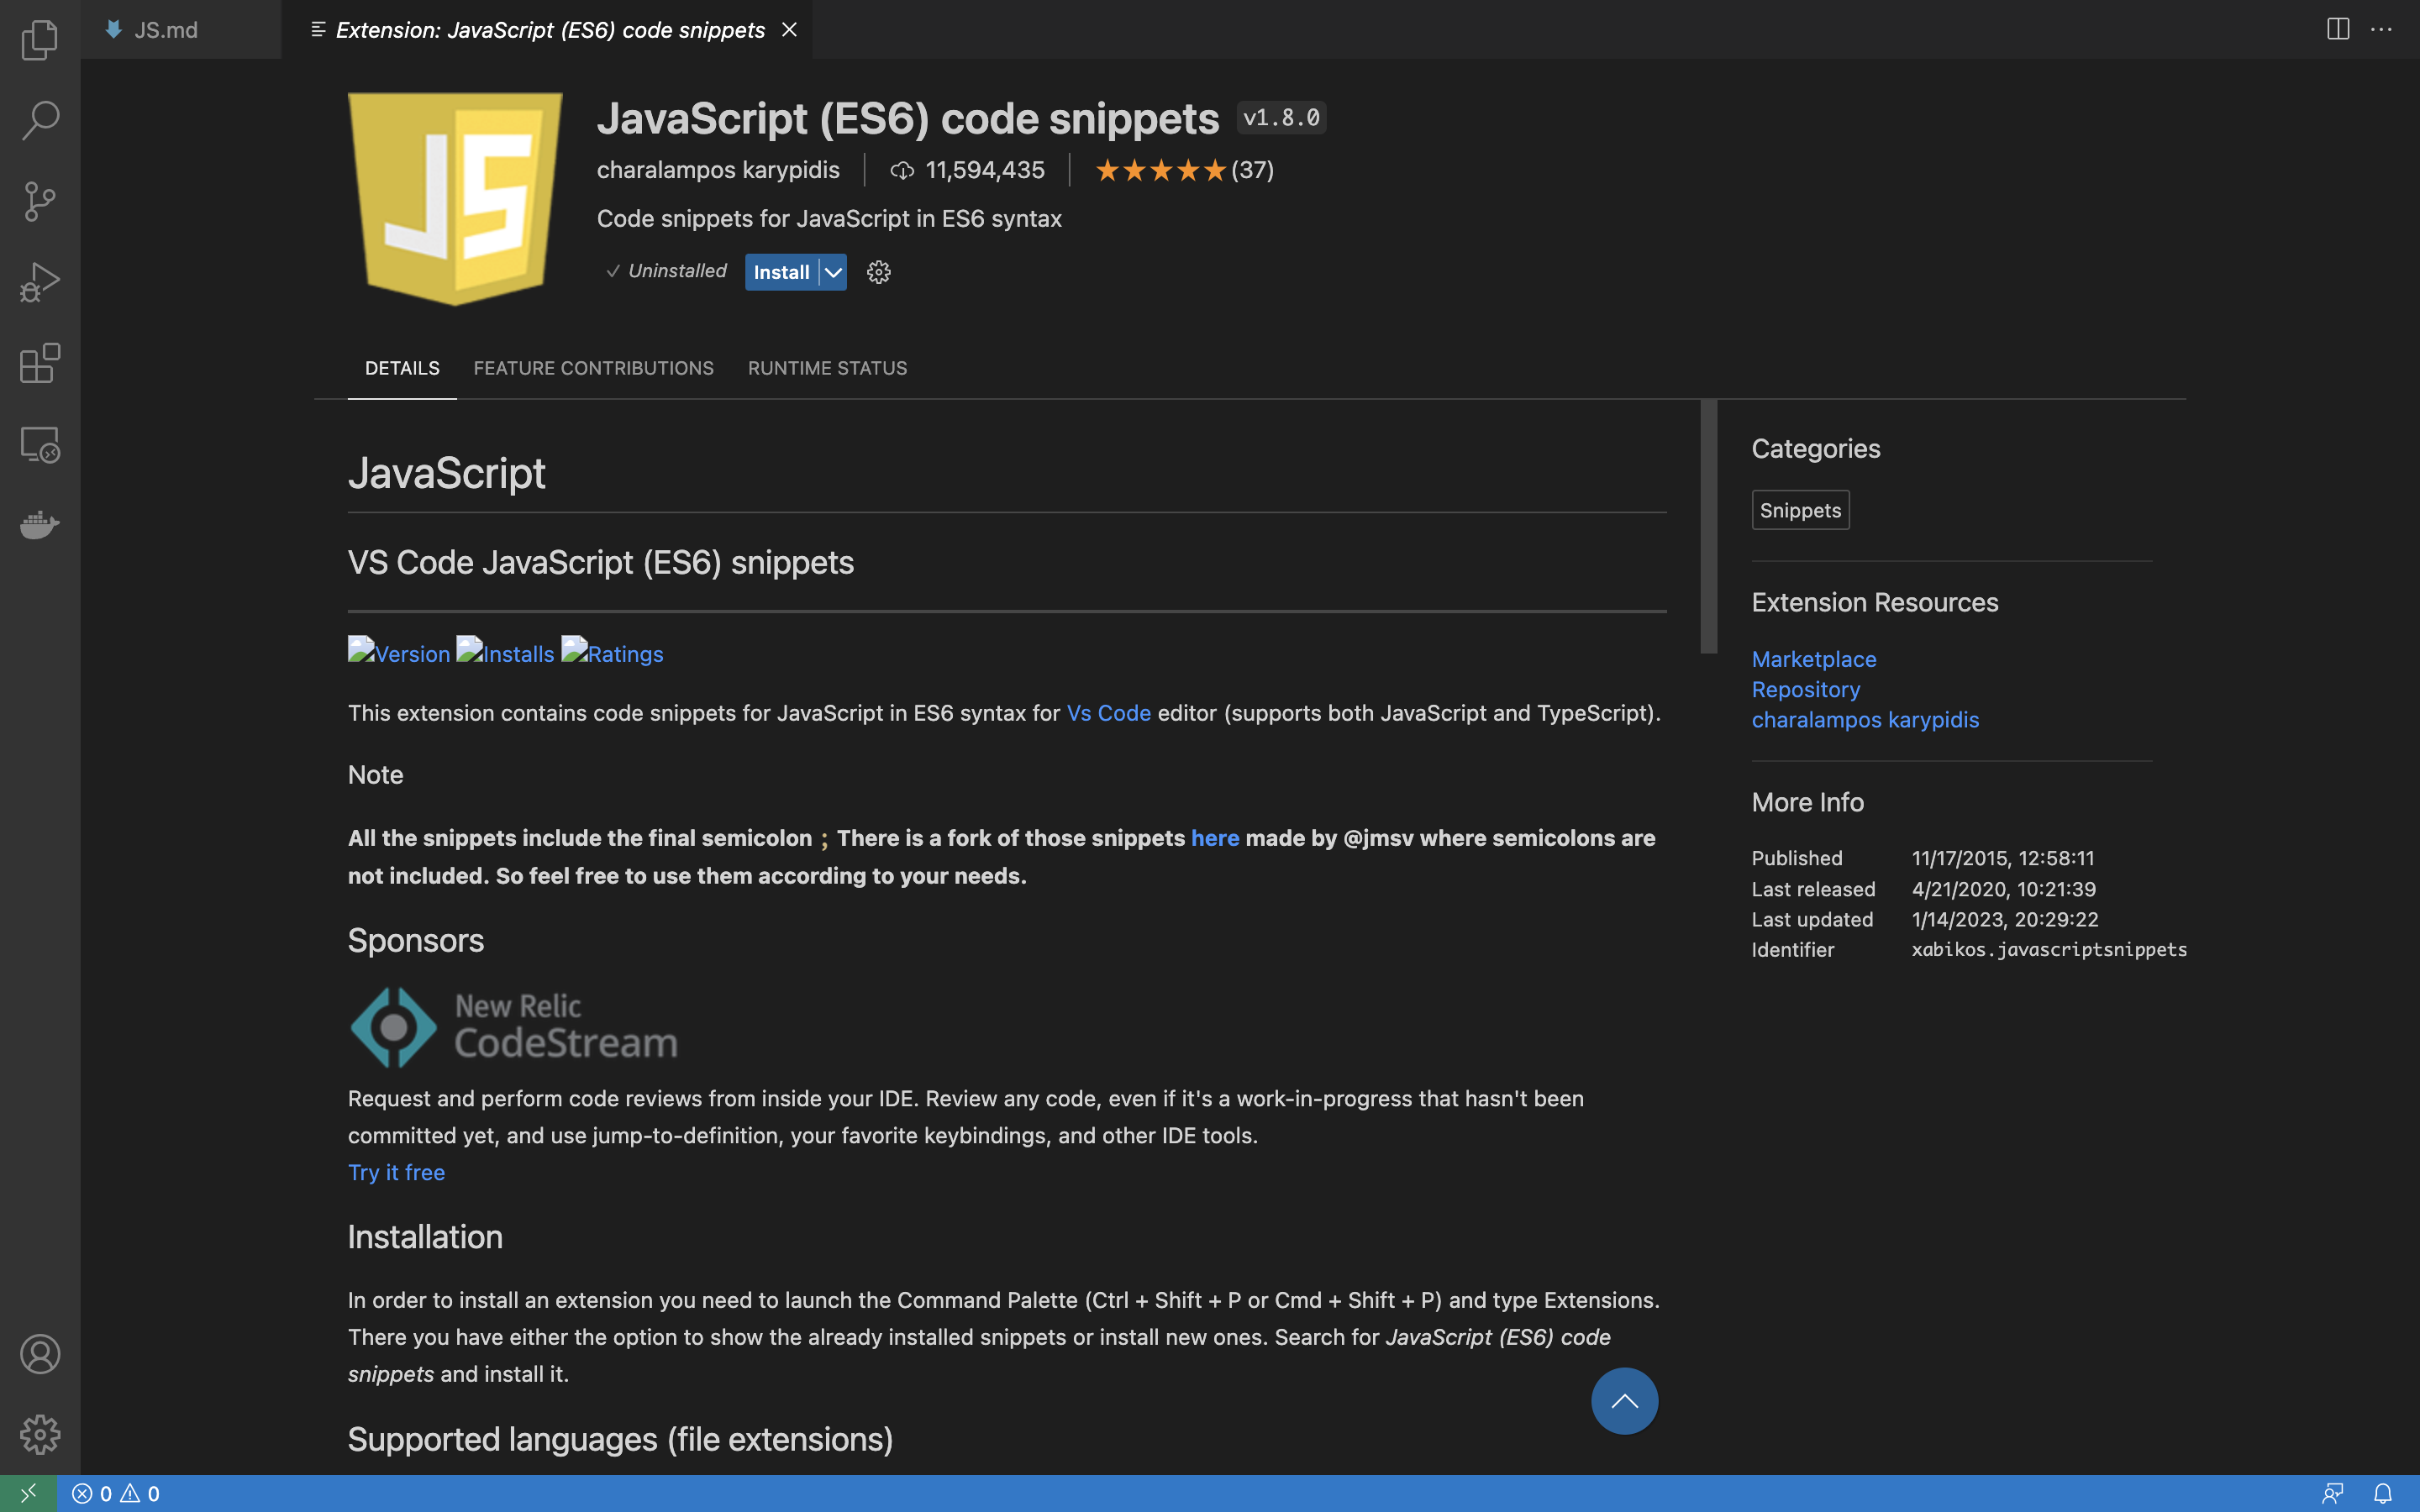 JS.md
Extension: JavaScript (ES6) code snippets
JS
JavaScript (ES6) code snippets v1.8.0
charalampos karypidis 11,594,435 ★★★★★(37)
Code snippets for JavaScript in ES6 syntax
Uninstalled Install
DETAILS FEATURE CONTRIBUTIONS RUNTIME STATUS
JavaScript
VS Code JavaScript (ES6) snippets
Version Installs Ratings
This extension contains code snippets for JavaScript in ES6 syntax for Vs Code editor (supports both JavaScript and TypeScript).
Note
All the snippets include the final semicolon ; There is a fork of those snippets here made by @jmsv where semicolons are
not included. So feel free to use them according to your needs.
Sponsors
New Relic
CodeStream
Request and perform code reviews from inside your IDE. Review any code, even if it's a work-in-progress that hasn't been
committed yet, and use jump-to-definition, your favorite keybindings, and other IDE tools.
Try it free
Installation
In order to install an extension you need to launch the Command Palette (Ctrl + Shift + P or Cmd + Shift + P) and type Extensions.
There you have either the option to show the already installed snippets or install new ones. Search for JavaScript (ES6) code
snippets and install it.
Supported languages (file extensions)
Categories
Snippets
Extension Resources
Marketplace
Repository
charalampos karypidis
More Info
Published 11/17/2015, 12:58:11
Last released 4/21/2020, 10:21:39
Last updated 1/14/2023, 20:29:22
Identifier xabikos.javascriptsnippets
0 0